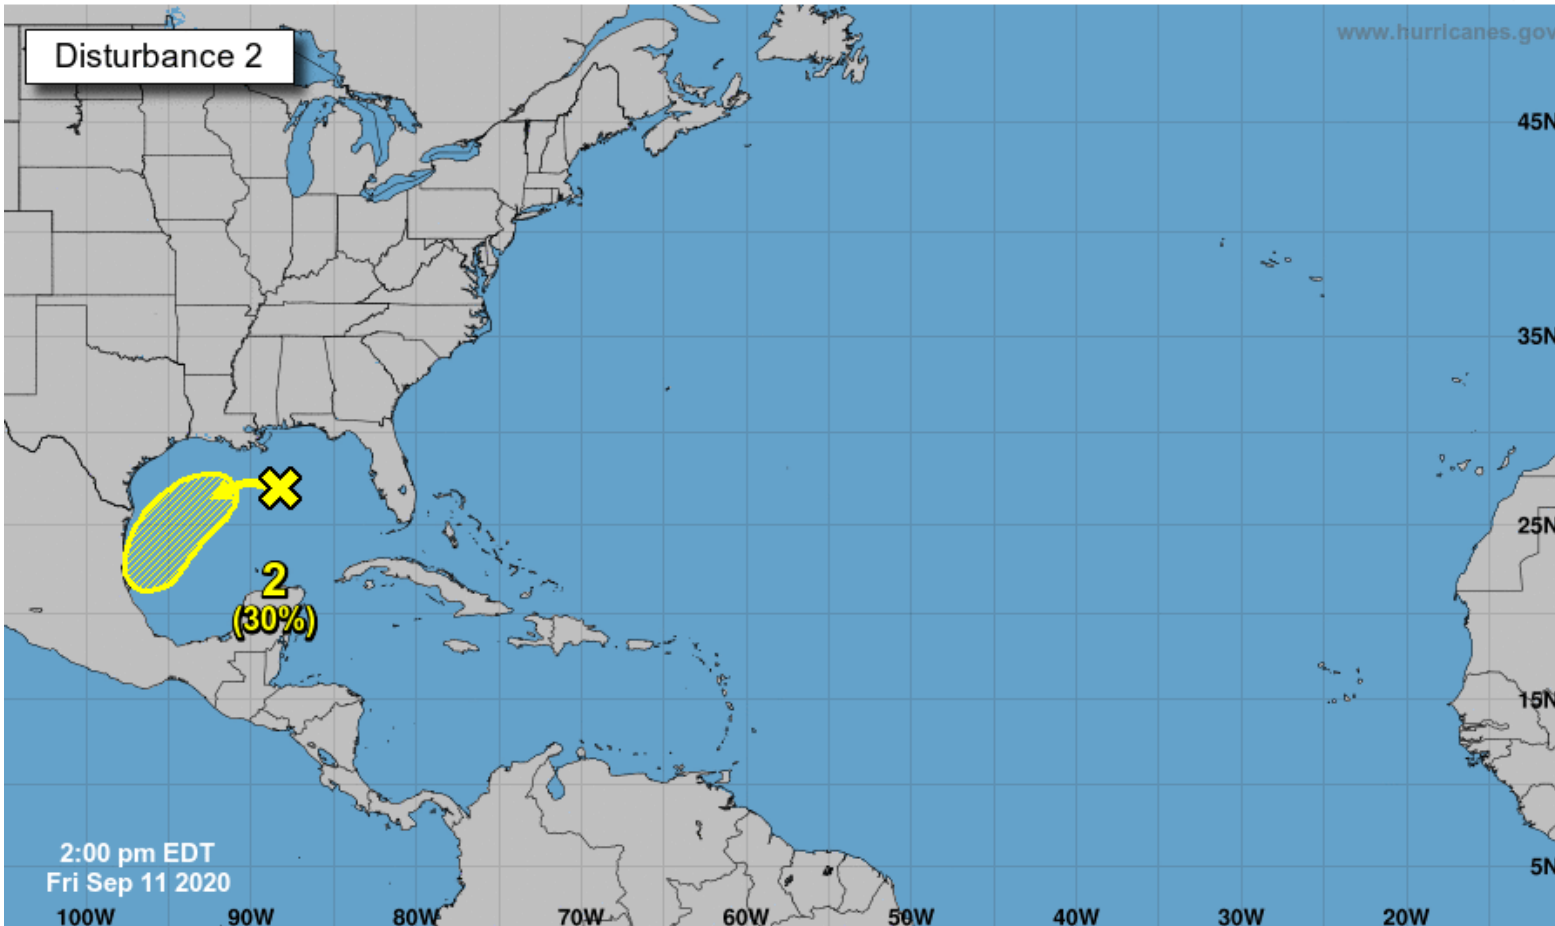 Disturbance 2
www.hurricanes.gov
45N
35N
25N
2
(30%)
15N
2:00 pm EDT
Fri Sep 11 2020
5N
100W 90W 80W 70W 60W 50W 40W 30W 20W